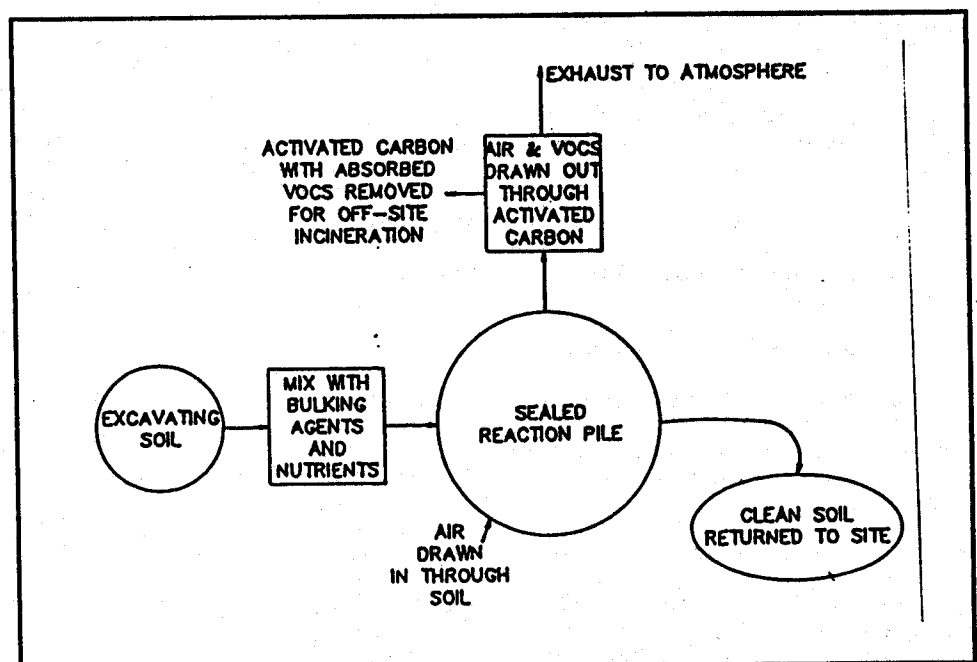 EXHAUST TO ATMOSPHERE
ACTIVATED CARBON
WITH ABSORBED
VOCS REMOVED
FOR OFF-SITE
INCINERATION
AIR & VOCS
DRAWN OUT
THROUGH
ACTIVATED
CARBON
EXCAVATING
SOIL
MIX WITH
BULKING
AGENTS
AND
NUTRIENTS
SEALED
REACTION PILE
AIR
DRAWN
IN THROUGH
SOIL
CLEAN SOIL
RETURNED TO SITE